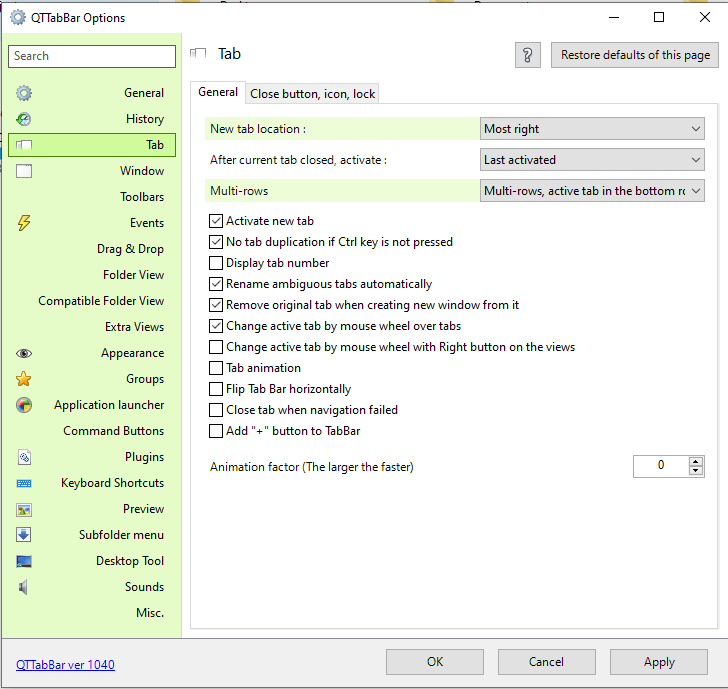 QTTabBar Options
Search
General
History
Tab
Window
Toolbars
Events
Drag & Drop
Folder View
Compatible Folder View
Extra Views
Appearance
Groups
Application launcher
Command Buttons
Plugins
Keyboard Shortcuts
Preview
Subfolder menu
Desktop Tool
Sounds
Misc.
Tab
?
Restore defaults of this page
General
Close button, icon, lock
New tab location :
Most right
After current tab closed, activate :
Last activated
Multi-rows
Multi-rows, active tab in the bottom ro
Activate new tab
No tab duplication if Ctrl key is not pressed
Display tab number
Rename ambiguous tabs automatically
Remove original tab when creating new window from it
Change active tab by mouse wheel over tabs
Change active tab by mouse wheel with Right button on the views
Tab animation
Flip Tab Bar horizontally
Close tab when navigation failed
Add "+" button to TabBar
Animation factor (The larger the faster)
0
QTTabBar ver 1040
OK
Cancel
Apply